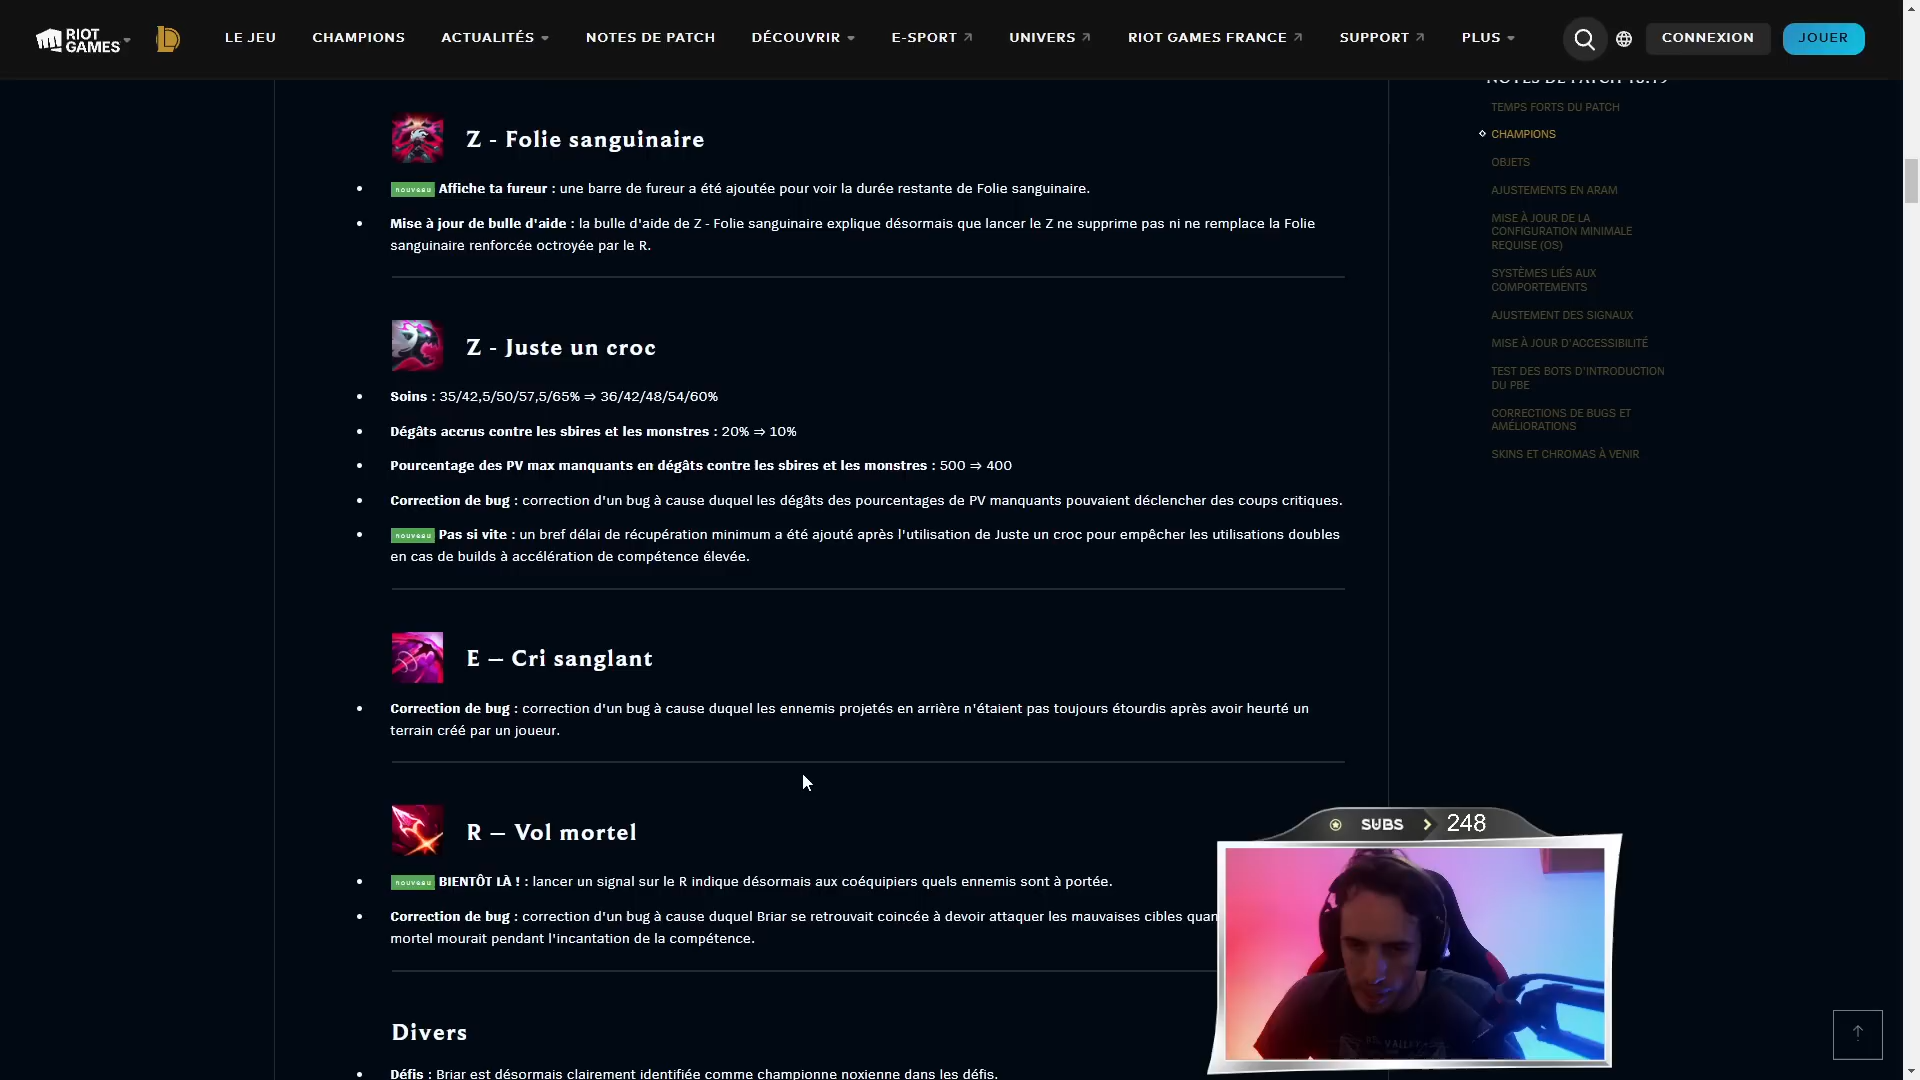 RIOT GAMES
LE JEU
CHAMPIONS
ACTUALITÉS
NOTES DE PATCH
DÉCOUVRIR
E-SPORT
UNIVERS
RIOT GAMES FRANCE
SUPPORT
PLUS
CONNEXION
JOUER
Z - Folie sanguinaire
nouveau Affiche ta fureur : une barre de fureur a été ajoutée pour voir la durée restante de Folie sanguinaire.
Mise à jour de bulle d'aide : la bulle d'aide de Z - Folie sanguinaire explique désormais que lancer le Z ne supprime pas ni ne remplace la Folie
sanguinaire renforcée octroyée par le R.
Z - Juste un croc
Soins : 35/42,5/50/57,5/65% ⇒ 36/42/48/54/60%
Dégâts accrus contre les sbires et les monstres : 20% ⇒ 10%
Pourcentage des PV max manquants en dégâts contre les sbires et les monstres : 500 ⇒ 400
Correction de bug : correction d'un bug à cause duquel les dégâts des pourcentages de PV manquants pouvaient déclencher des coups critiques.
nouveau Pas si vite : un bref délai de récupération minimum a été ajouté après l'utilisation de Juste un croc pour empêcher les utilisations doubles
en cas de builds à accélération de compétence élevée.
E – Cri sanglant
Correction de bug : correction d'un bug à cause duquel les ennemis projetés en arrière n'étaient pas toujours étourdis après avoir heurté un
terrain créé par un joueur.
R – Vol mortel
nouveau BIENTÔT LÀ ! : lancer un signal sur le R indique désormais aux coéquipiers quels ennemis sont à portée.
Correction de bug : correction d'un bug à cause duquel Briar se retrouvait coincée à devoir attaquer les mauvaises cibles quan
mortel mourait pendant l'incantation de la compétence.
Divers
Défis : Briar est désormais clairement identifiée comme championne noxienne dans les défis.
NOTES DE PATCH 13.19
TEMPS FORTS DU PATCH
CHAMPIONS
OBJETS
AJUSTEMENTS EN ARAM
MISE À JOUR DE LA
CONFIGURATION MINIMALE
REQUISE (OS)
SYSTÈMES LIÉS AUX
COMPORTEMENTS
AJUSTEMENT DES SIGNAUX
MISE À JOUR D'ACCESSIBILITÉ
TEST DES BOTS D'INTRODUCTION
DU PBE
CORRECTIONS DE BUGS ET
AMÉLIORATIONS
SKINS ET CHROMAS À VENIR
SUBS 248